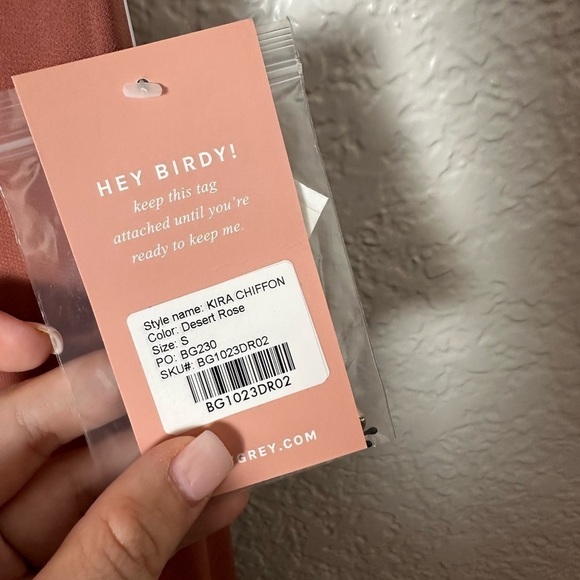 HEY BIRDY!
keep this tag
attached until you're
ready to keep me.
Style name: KIRA CHIFFON
Color: Desert Rose
Size: S
PO: BG230
SKU#: BG1023DR02
BG1023DR02
GREY.COM